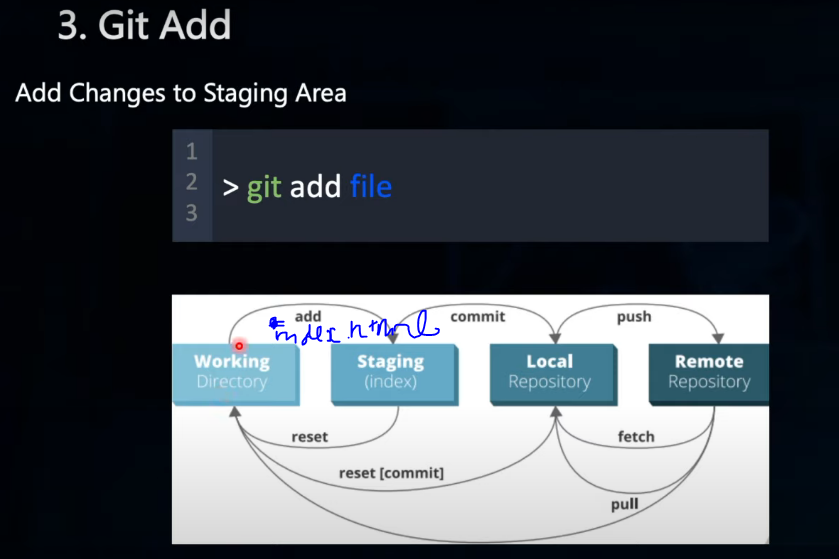 3. Git Add
Add Changes to Staging Area
1
2 > git add file
3
add commit push
index.html
Working Directory
Staging (index)
Local Repository
Remote Repository
reset fetch
reset [commit]
pull